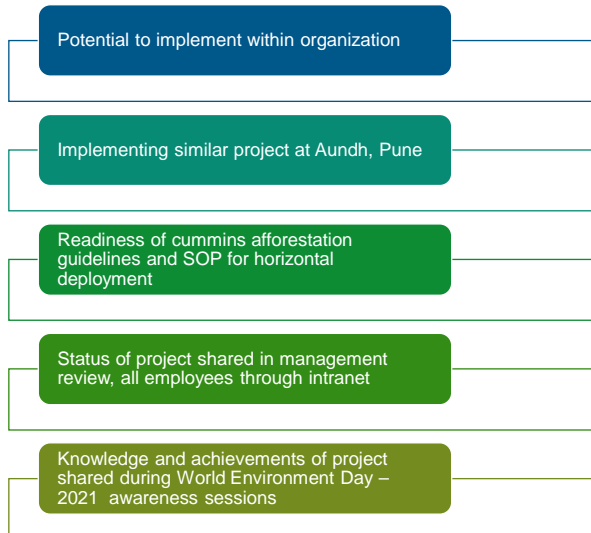 Potential to implement within organization
Implementing similar project at Aundh, Pune
Readiness of cummins afforestation
guidelines and SOP for horizontal
deployment
Status of project shared in management
review, all employees through intranet
Knowledge and achievements of project
shared during World Environment Day –
2021  awareness sessions